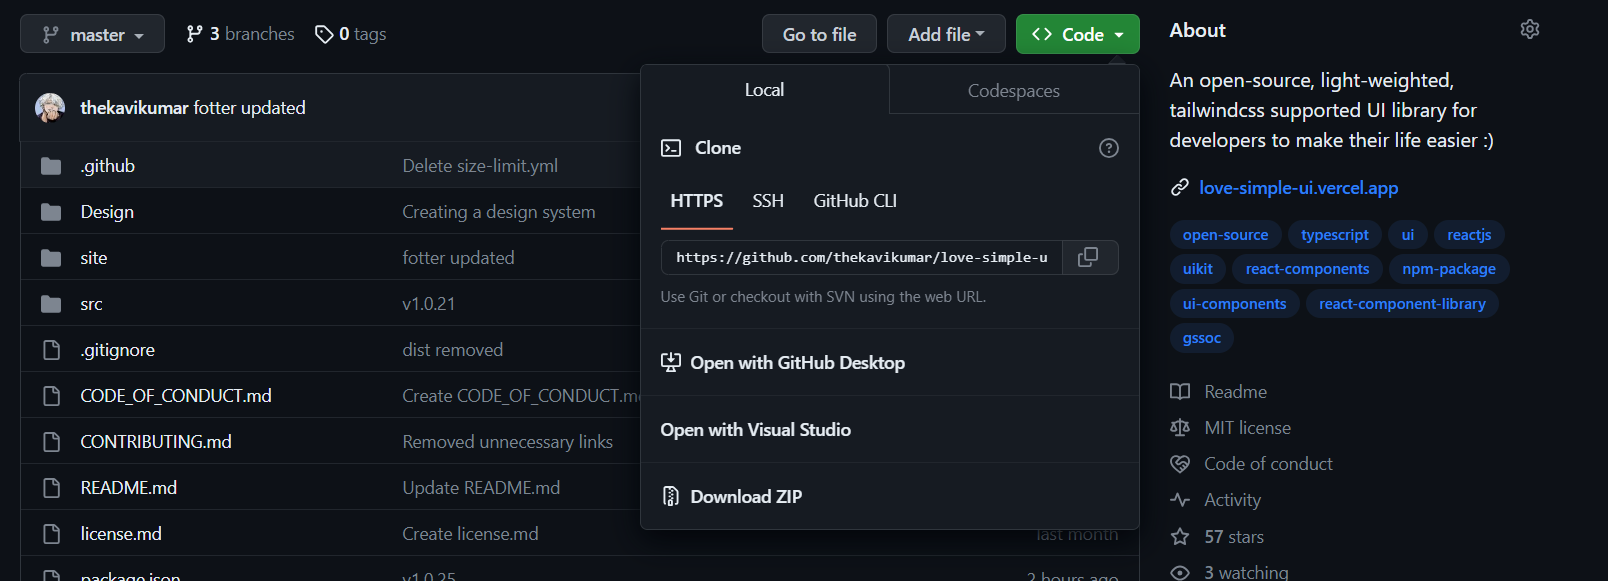 master 3 branches 0 tags Go to file Add file Code
thekavikumar fotter updated
.github Delete size-limit.yml
Design Creating a design system
site fotter updated
src v1.0.21
.gitignore dist removed
CODE_OF_CONDUCT.md Create CODE_OF_CONDUCT.m
CONTRIBUTING.md Removed unnecessary links
README.md Update README.md
license.md Create license.md last month
package.json v1.0.25 2 hours ago
Local Codespaces
Clone
HTTPS SSH GitHub CLI
https://github.com/thekavikumar/love-simple-u
Use Git or checkout with SVN using the web URL.
Open with GitHub Desktop
Open with Visual Studio
Download ZIP
About
An open-source, light-weighted,
tailwindcss supported UI library for
developers to make their life easier :)
love-simple-ui.vercel.app
open-source typescript ui reactjs
uikit react-components npm-package
ui-components react-component-library
gssoc
Readme
MIT license
Code of conduct
Activity
57 stars
3 watching